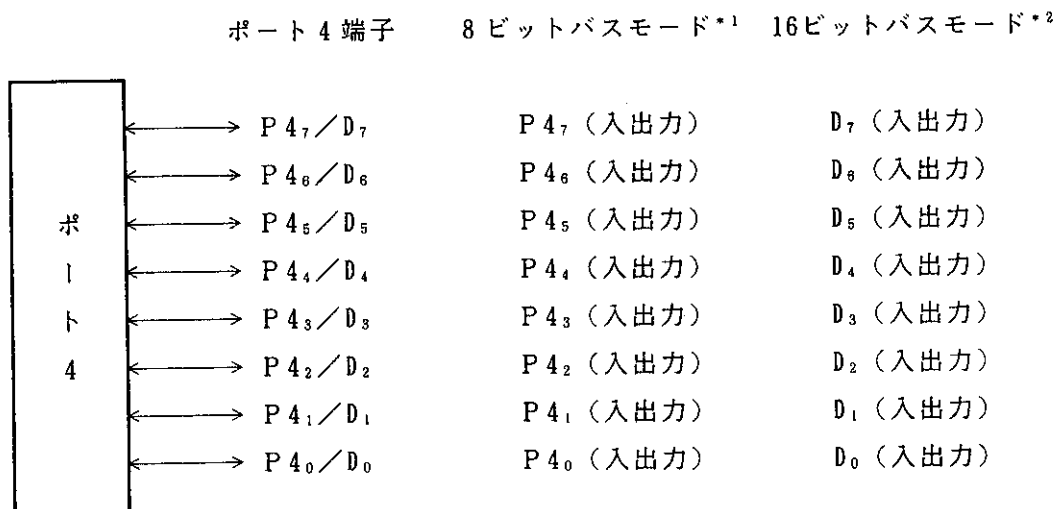 ポート4端子 8ビットバスモード*1 16ビットバスモード*2
P4₇／D₇ P4₇（入出力） D₇（入出力）
P4₆／D₆ P4₆（入出力） D₆（入出力）
P4₅／D₅ P4₅（入出力） D₅（入出力）
P4₄／D₄ P4₄（入出力） D₄（入出力）
P4₃／D₃ P4₃（入出力） D₃（入出力）
P4₂／D₂ P4₂（入出力） D₂（入出力）
P4₁／D₁ P4₁（入出力） D₁（入出力）
P4₀／D₀ P4₀（入出力） D₀（入出力）
ポート4